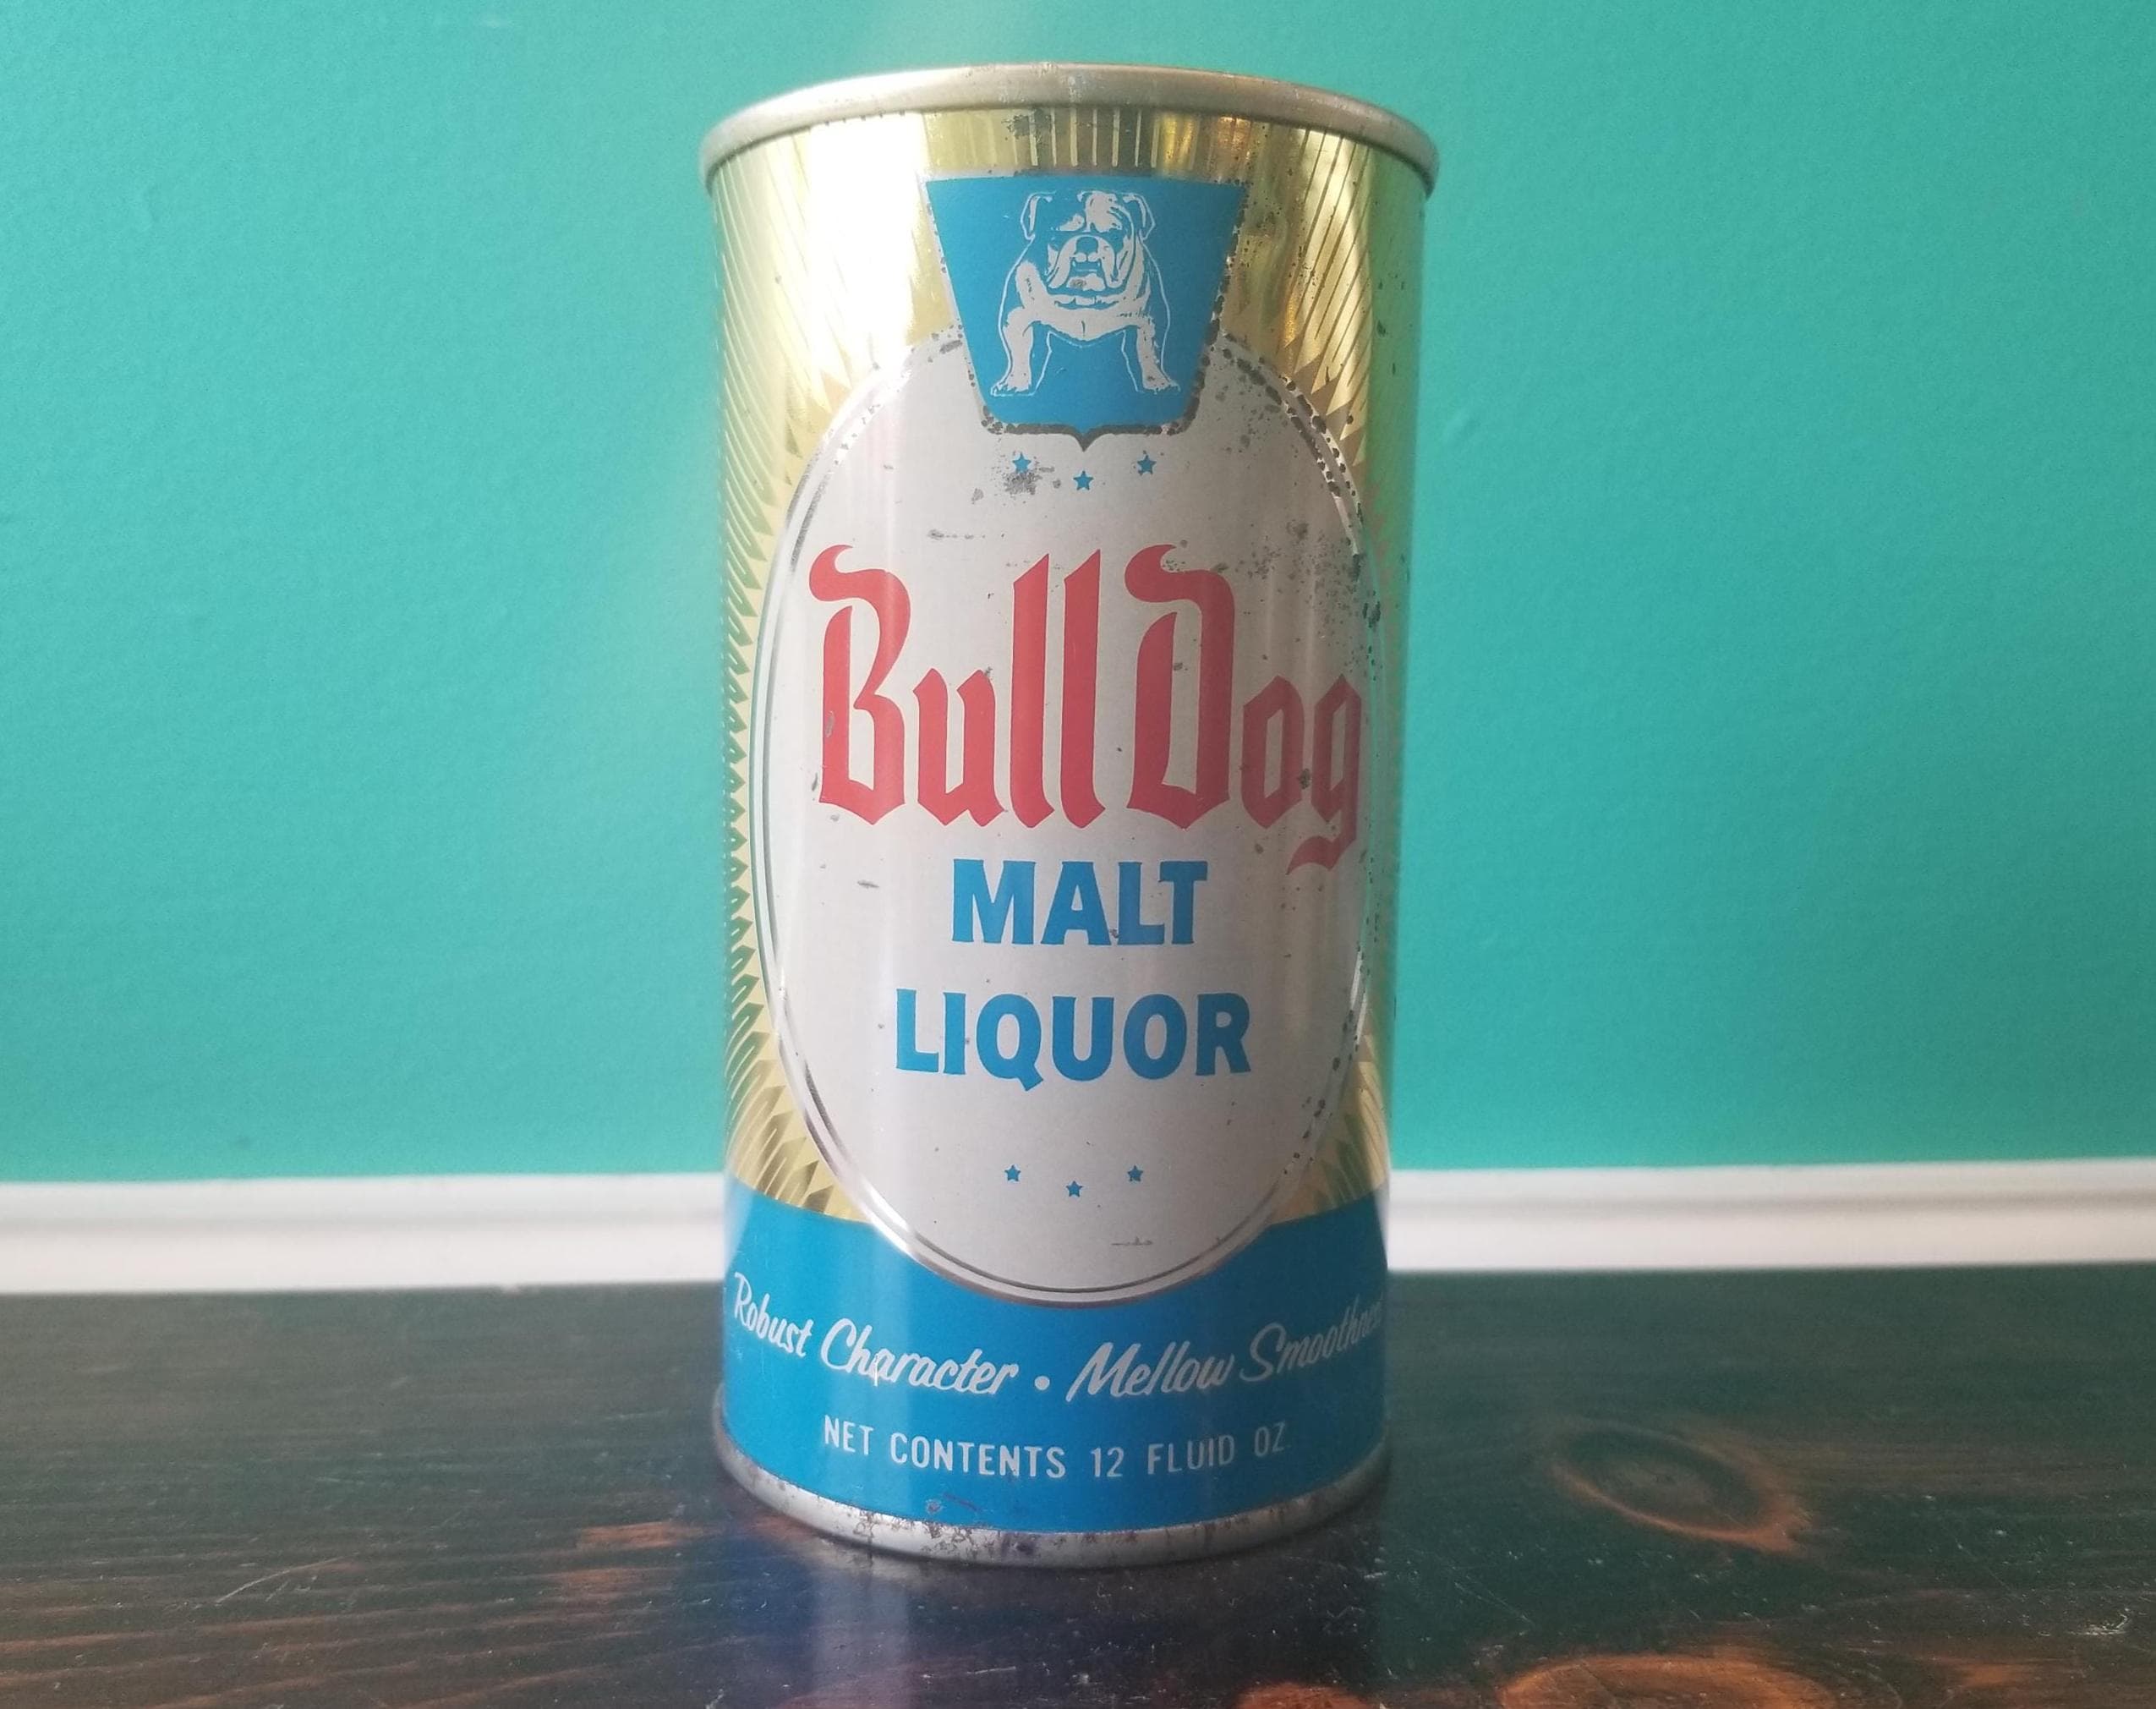 Bull Dog
MALT
LIQUOR
Robust Character • Mellow
NET CONTENTS 12 FLUID OZ.